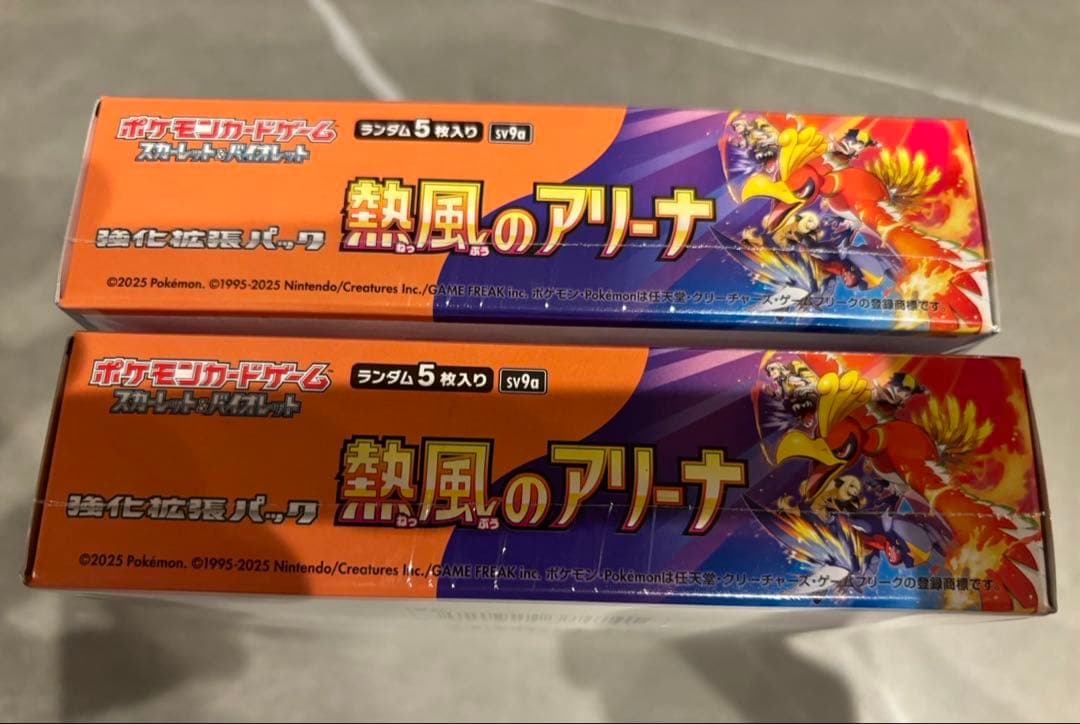 ポケモンカードゲーム
スカーレット&バイオレット
ランダム5枚入り
sv9a
強化拡張パック
熱風のアリーナ
ねっ ぷう
©2025 Pokémon. ©1995-2025 Nintendo/Creatures Inc./GAME FREAK inc. ポケモン・Pokémonは任天堂・クリーチャーズ・ゲームフリークの登録商標です。
ポケモンカードゲーム
スカーレット&バイオレット
ランダム5枚入り
sv9a
強化拡張パック
熱風のアリーナ
ねっ ぷう
©2025 Pokémon. ©1995-2025 Nintendo/Creatures Inc./GAME FREAK inc. ポケモン・Pokémonは任天堂・クリーチャーズ・ゲームフリークの登録商標です。